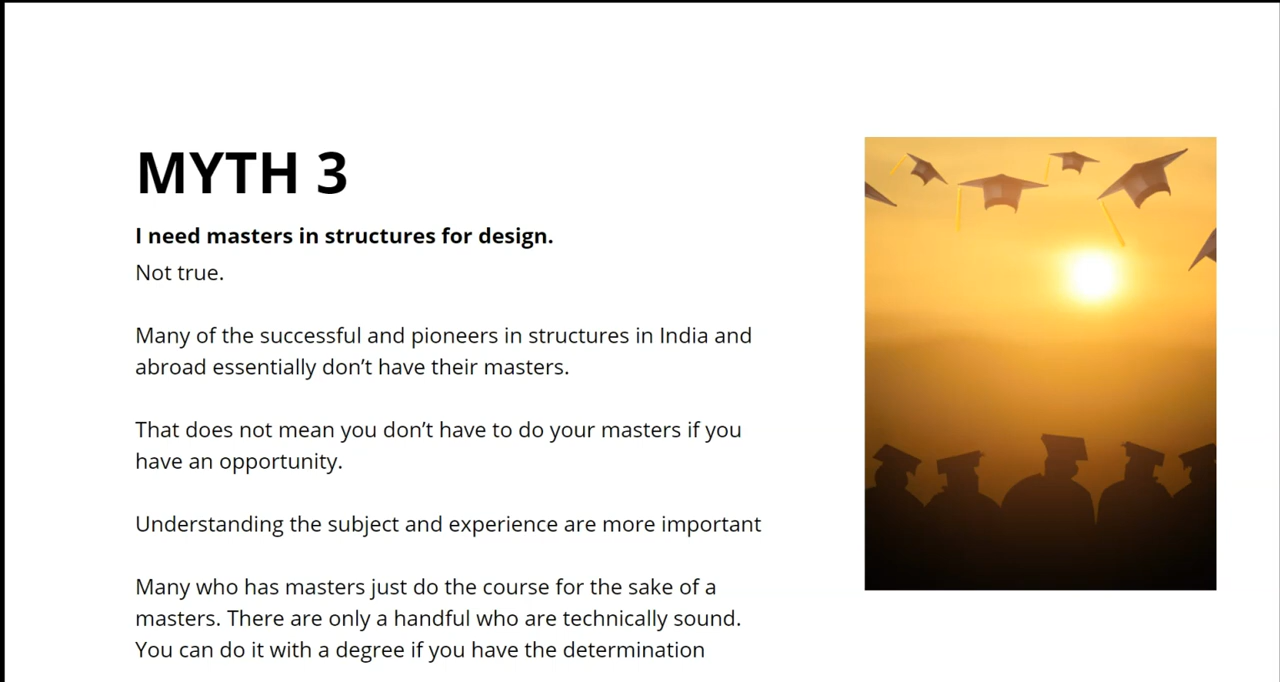 MYTH 3
I need masters in structures for design.
Not true.
Many of the successful and pioneers in structures in India and
abroad essentially don’t have their masters.
That does not mean you don’t have to do your masters if you
have an opportunity.
Understanding the subject and experience are more important
Many who has masters just do the course for the sake of a
masters. There are only a handful who are technically sound.
You can do it with a degree if you have the determination